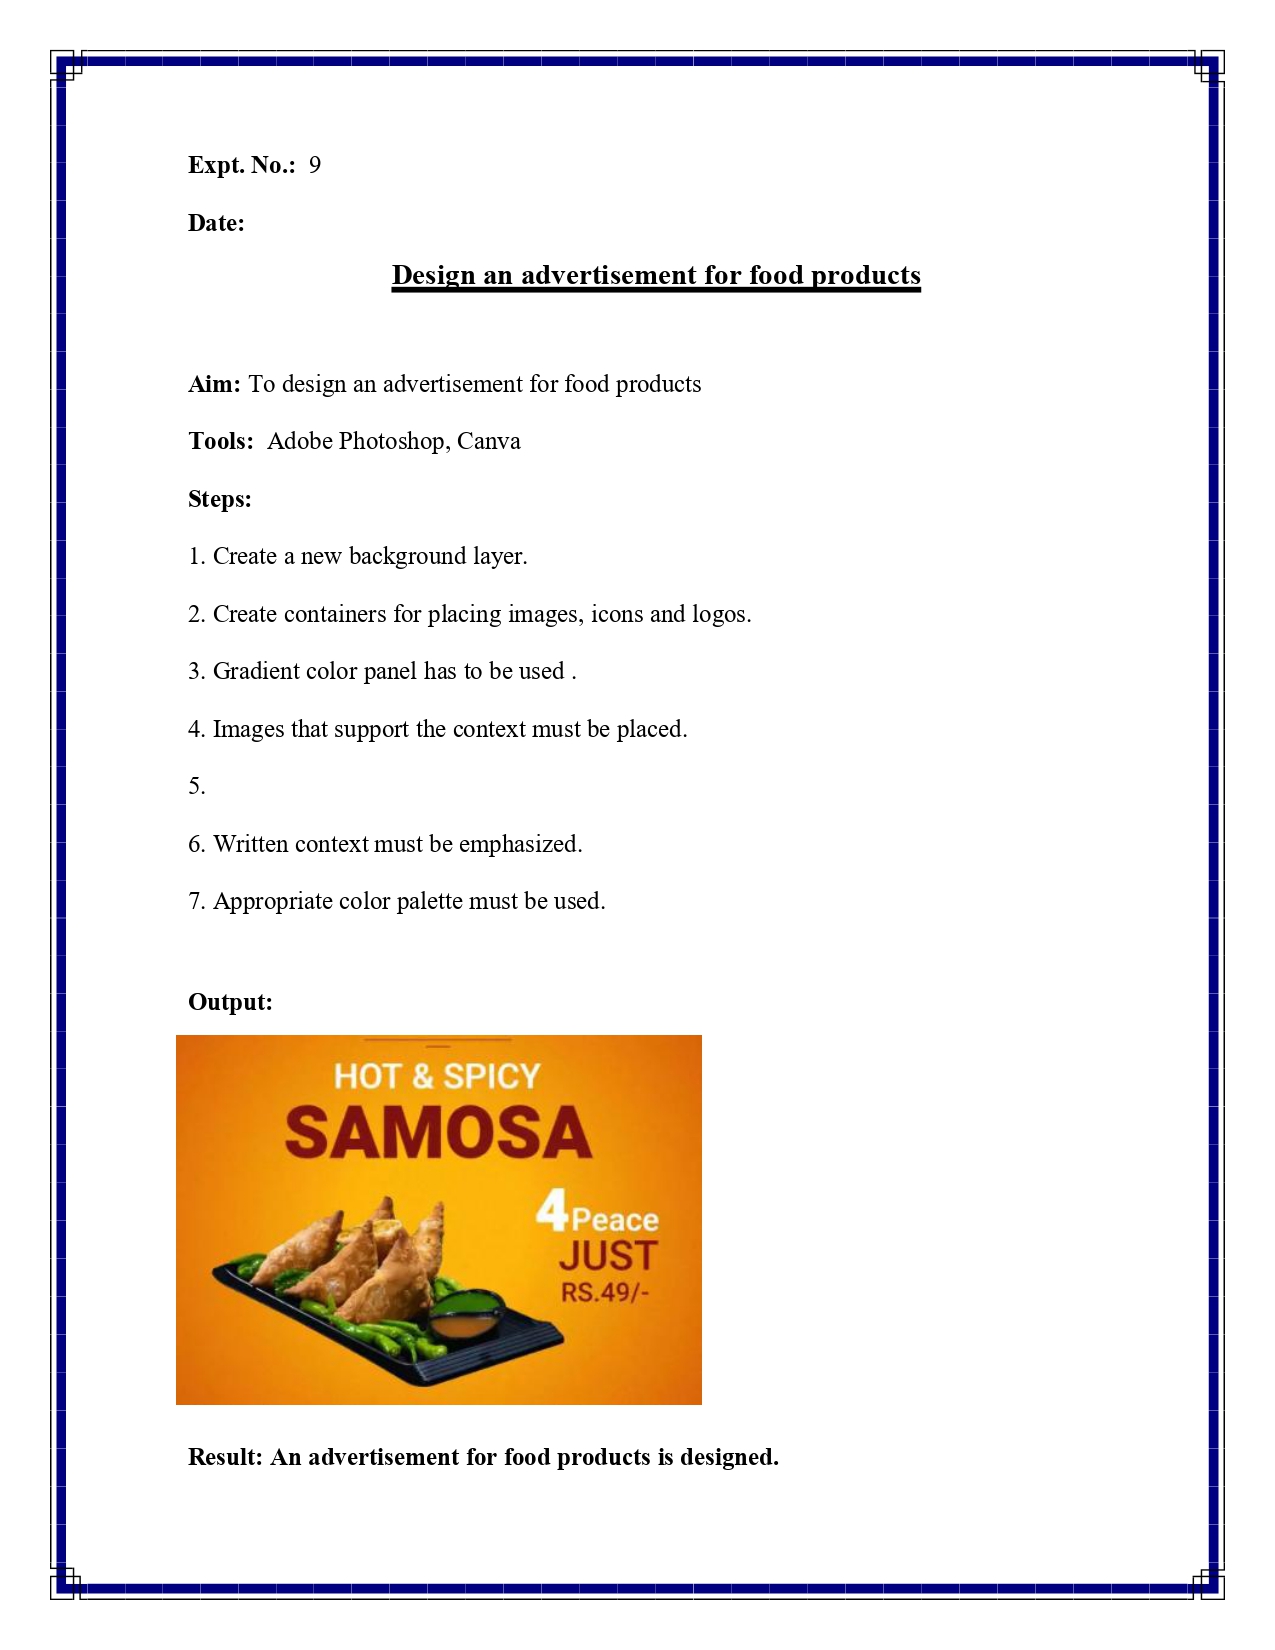 Expt. No.: 9
Date:
Design an advertisement for food products
Aim: To design an advertisement for food products
Tools: Adobe Photoshop, Canva
Steps:
1. Create a new background layer.
2. Create containers for placing images, icons and logos.
3. Gradient color panel has to be used .
4. Images that support the context must be placed.
5.
6. Written context must be emphasized.
7. Appropriate color palette must be used.
Output:
HOT & SPICY
SAMOSA
4 Peace
JUST
RS.49/-
Result: An advertisement for food products is designed.